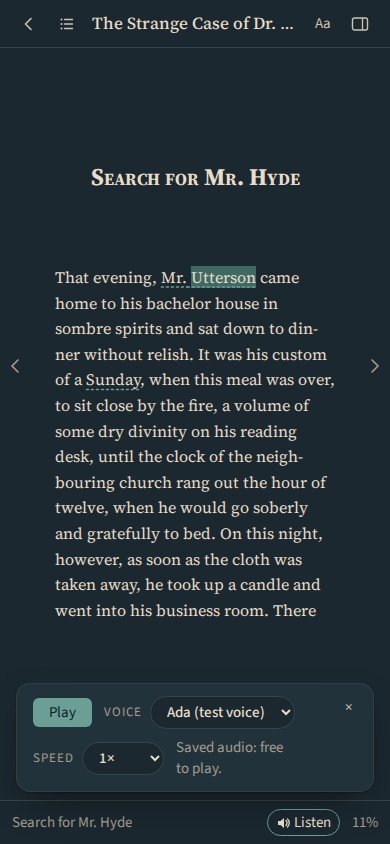 The Strange Case of Dr. ...
Aa
Search for Mr. Hyde
That evening, Mr. Utterson came
home to his bachelor house in
sombre spirits and sat down to din-
ner without relish. It was his custom
of a Sunday, when this meal was over,
to sit close by the fire, a volume of
some dry divinity on his reading
desk, until the clock of the neigh-
bouring church rang out the hour of
twelve, when he would go soberly
and gratefully to bed. On this night,
however, as soon as the cloth was
taken away, he took up a candle and
went into his business room. There
Play VOICE Ada (test voice) ×
SPEED 1× Saved audio: free
to play.
Search for Mr. Hyde Listen 11%